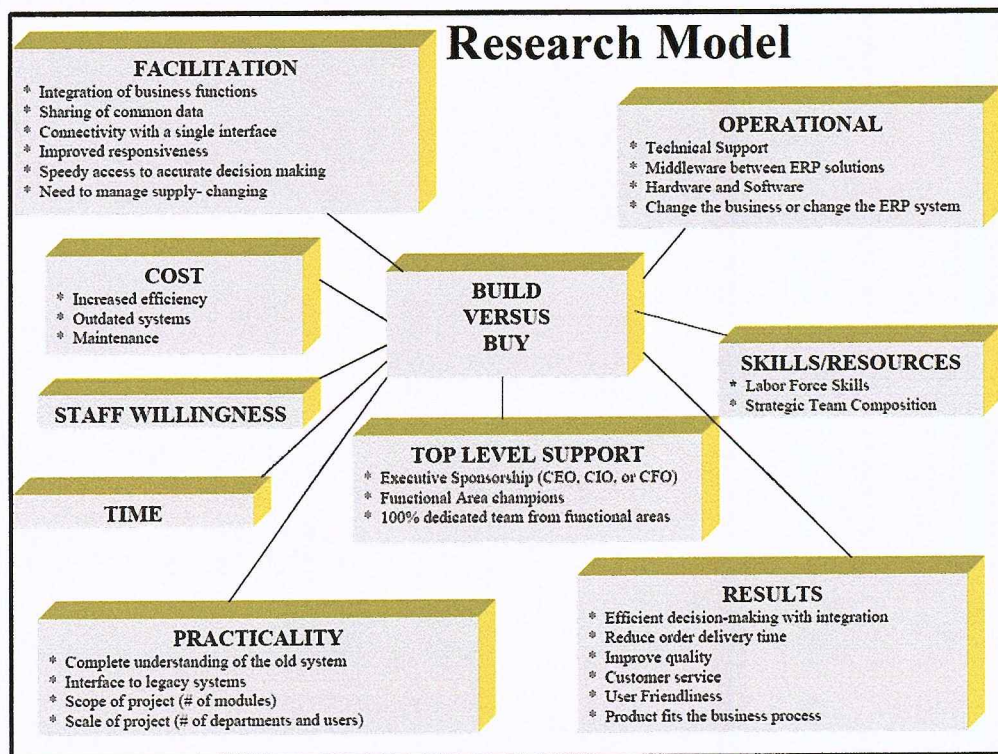 Research Model
FACILITATION
* Integration of business functions
* Sharing of common data
* Connectivity with a single interface
* Improved responsiveness
* Speedy access to accurate decision making
* Need to manage supply- changing
OPERATIONAL
* Technical Support
* Middleware between ERP solutions
* Hardware and Software
* Change the business or change the ERP system
COST
* Increased efficiency
* Outdated systems
* Maintenance
BUILD
VERSUS
BUY
SKILLS/RESOURCES
* Labor Force Skills
* Strategic Team Composition
STAFF WILLINGNESS
TOP LEVEL SUPPORT
* Executive Sponsorship (CEO, CIO, or CFO)
* Functional Area champions
* 100% dedicated team from functional areas
TIME
PRACTICALITY
* Complete understanding of the old system
* Interface to legacy systems
* Scope of project (# of modules)
* Scale of project (# of departments and users)
RESULTS
* Efficient decision-making with integration
* Reduce order delivery time
* Improve quality
* Customer service
* User Friendliness
* Product fits the business process